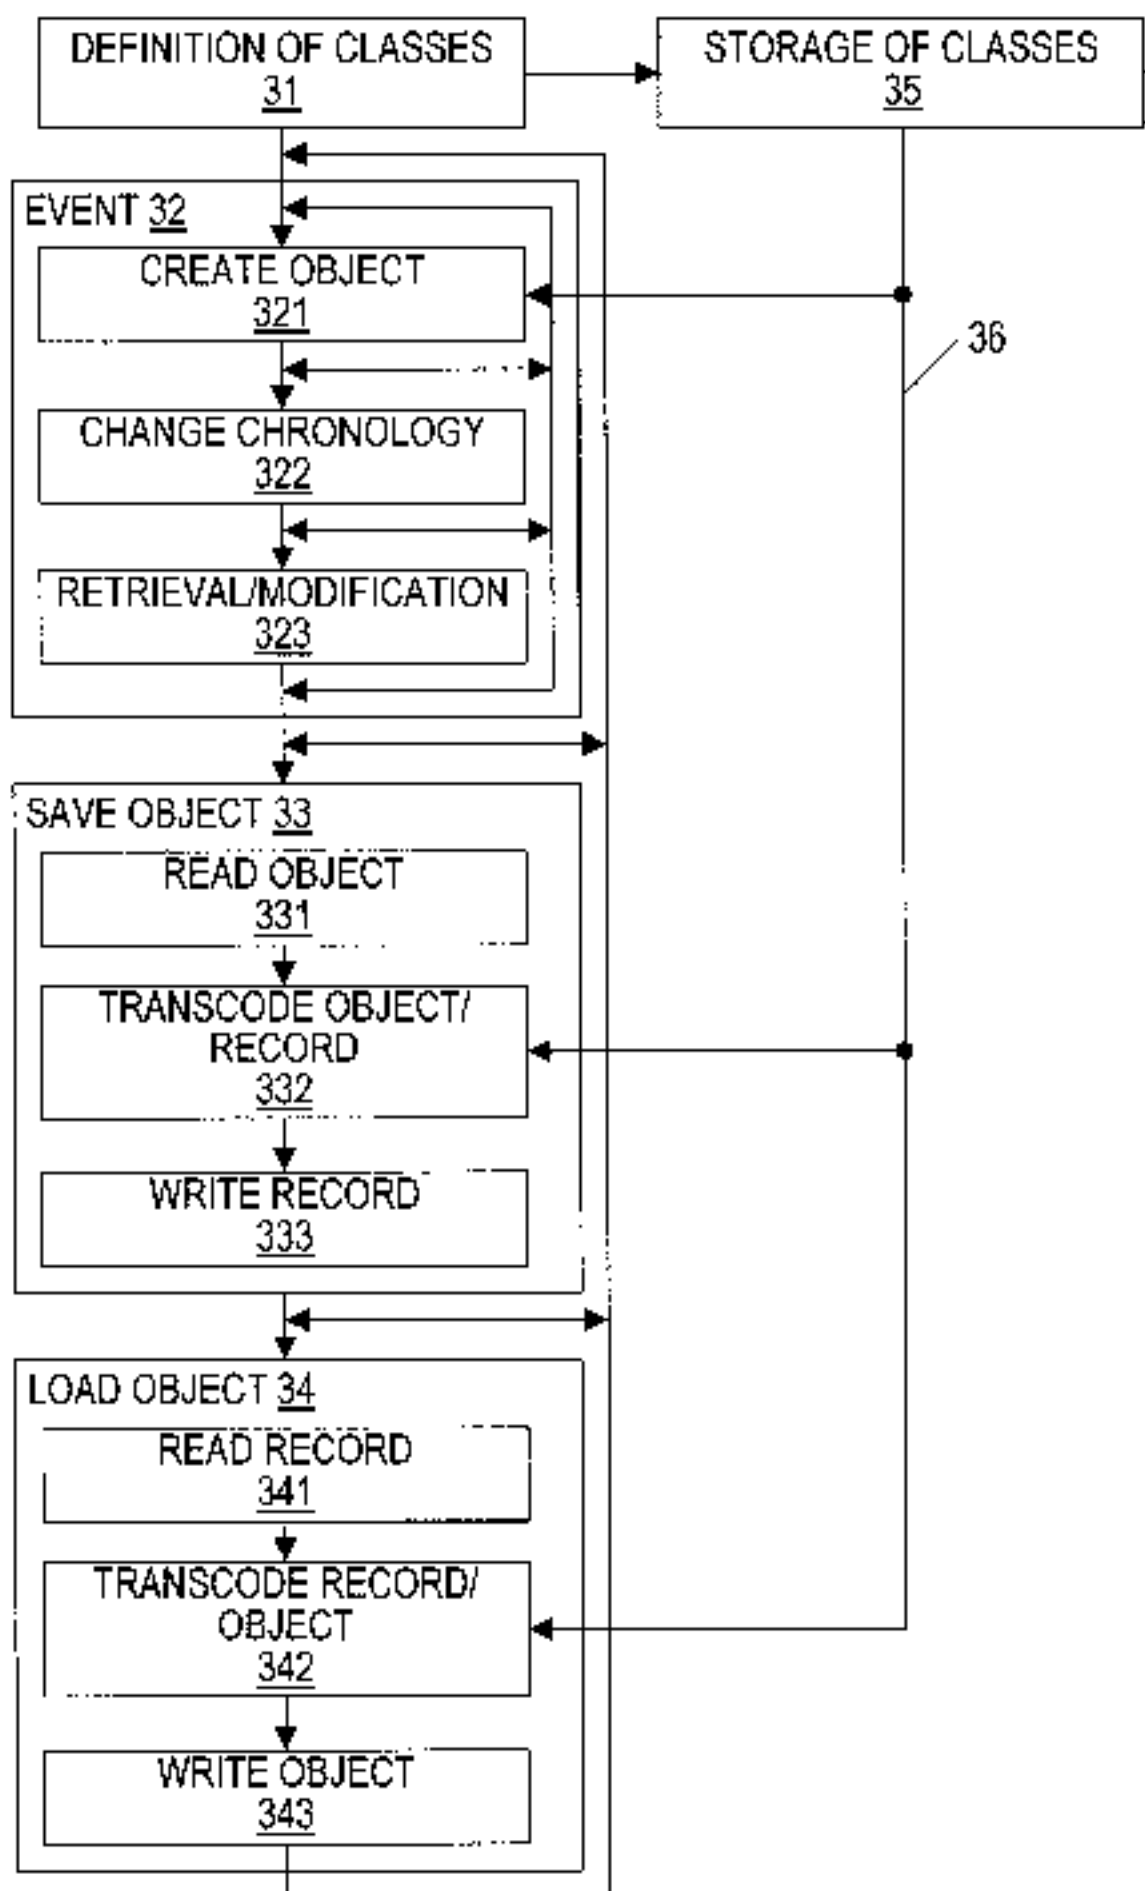 DEFINITION OF CLASSES
31
STORAGE OF CLASSES
35
EVENT 32
CREATE OBJECT
321
36
CHANGE CHRONOLOGY
322
RETRIEVAL/MODIFICATION
323
SAVE OBJECT 33
READ OBJECT
331
TRANSCODE OBJECT/
RECORD
332
WRITE RECORD
333
LOAD OBJECT 34
READ RECORD
341
TRANSCODE RECORD/
OBJECT
342
WRITE OBJECT
343